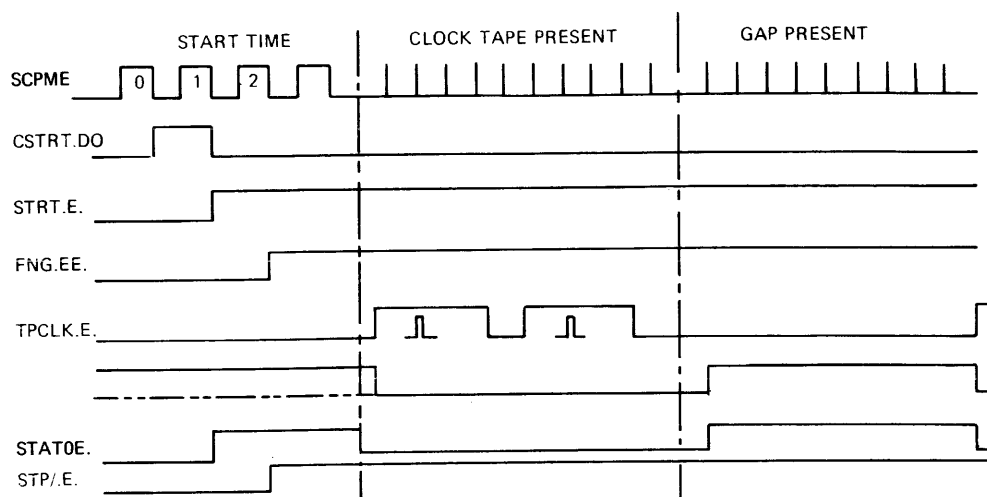 START TIME
CLOCK TAPE PRESENT
GAP PRESENT
SCPME
0 1 2
CSTRT.DO
STRT.E.
FNG.EE.
TPCLK.E.
STAT0E.
STP/.E.